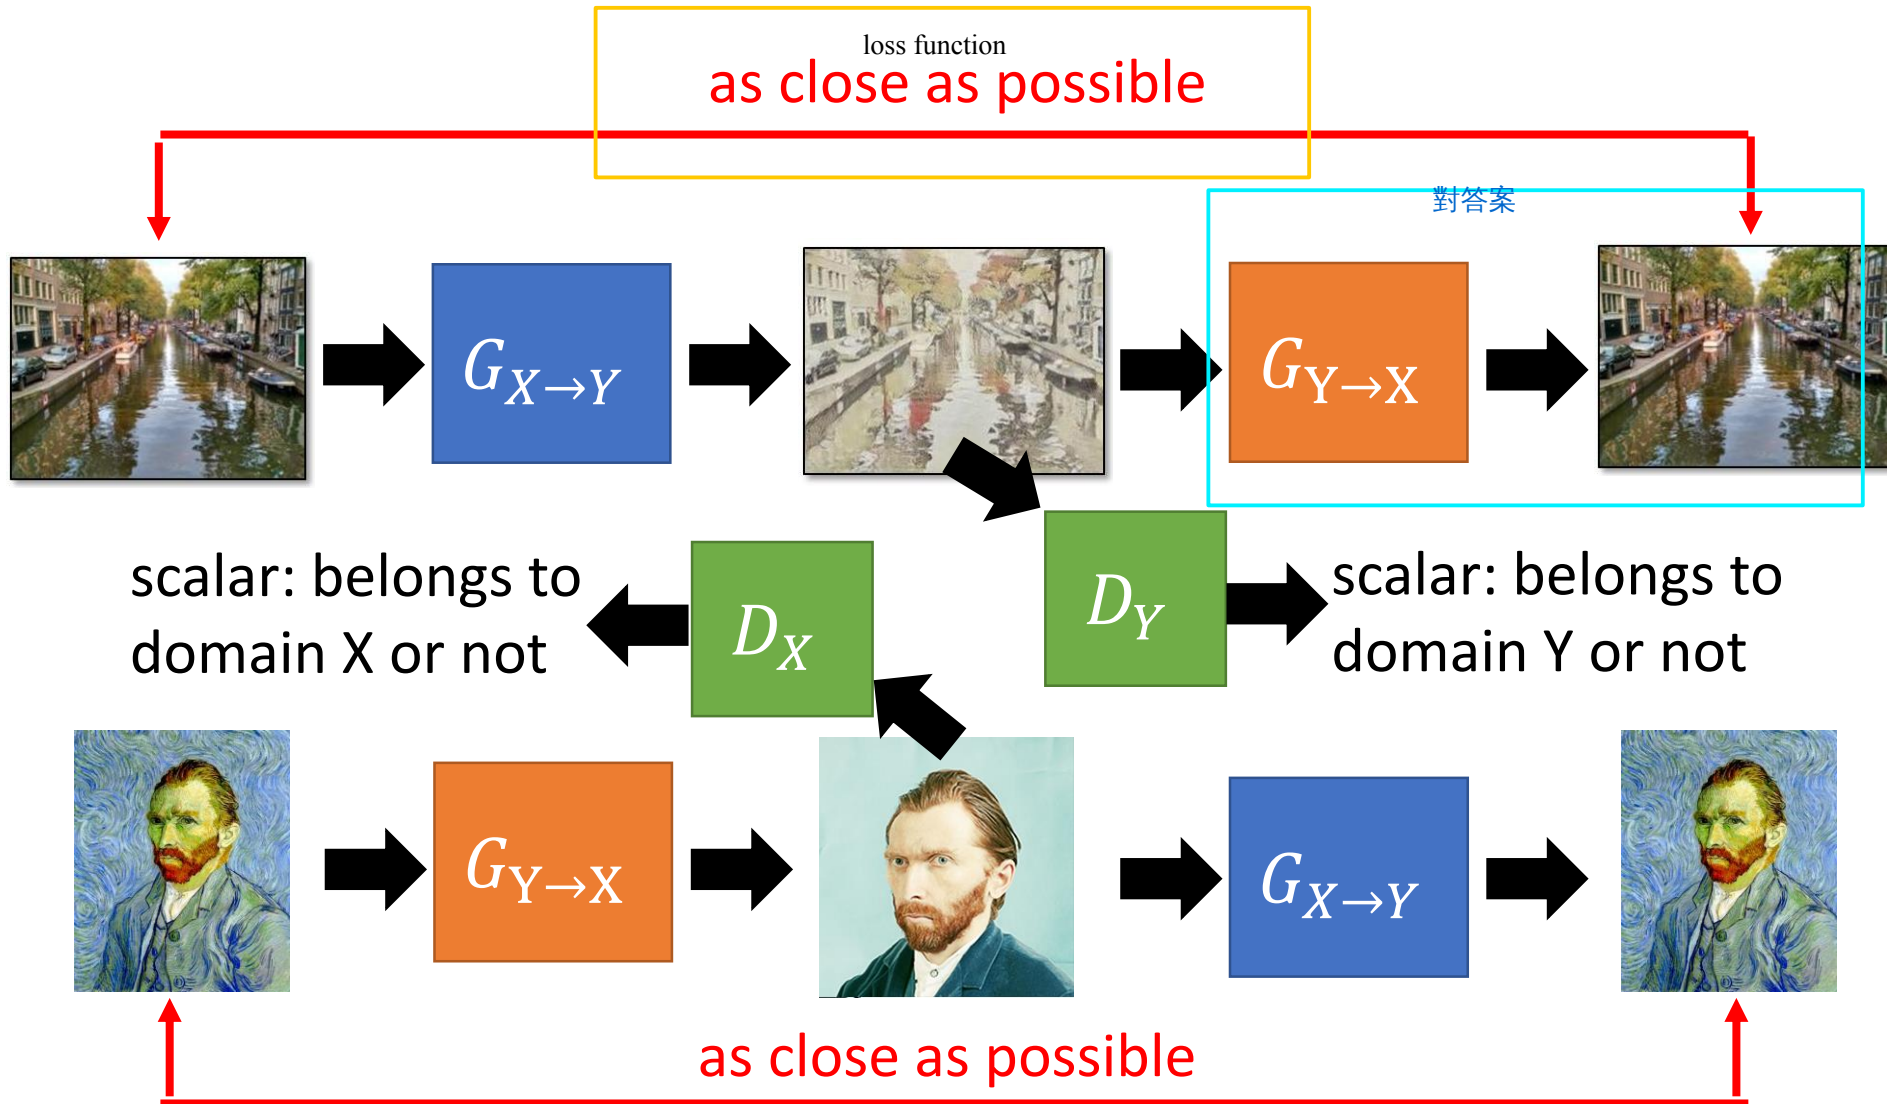 loss function
as close as possible
對答案
G_{X→Y}
G_{Y→X}
scalar: belongs to
domain X or not
D_X
D_Y
scalar: belongs to
domain Y or not
G_{Y→X}
G_{X→Y}
as close as possible